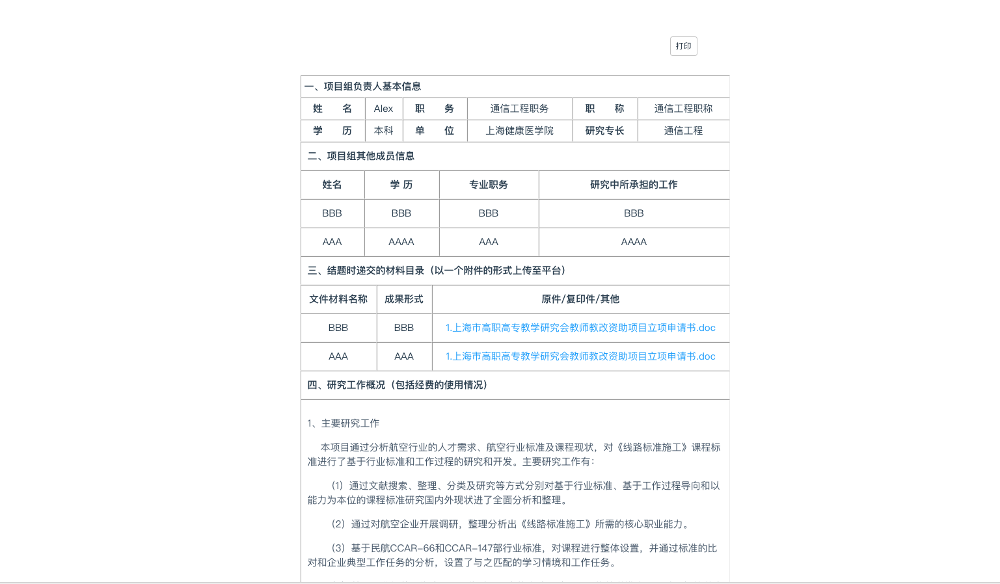 打印
一、项目组负责人基本信息
姓 名 Alex 职 务 通信工程职务 职 称 通信工程职称
学 历 本科 单 位 上海健康医学院 研究专长 通信工程
二、项目组其他成员信息
姓名 学 历 专业职务 研究中所承担的工作
BBB BBB BBB BBB
AAA AAAA AAA AAAA
三、结题时递交的材料目录（以一个附件的形式上传至平台）
文件材料名称 成果形式 原件/复印件/其他
BBB BBB 1.上海市高职高专教学研究会教师教改资助项目立项申请书.doc
AAA AAA 1.上海市高职高专教学研究会教师教改资助项目立项申请书.doc
四、研究工作概况（包括经费的使用情况）
1、主要研究工作
本项目通过分析航空行业的人才需求、航空行业标准及课程现状，对《线路标准施工》课程标
准进行了基于行业标准和工作过程的研究和开发。主要研究工作有：
（1）通过文献搜索、整理、分类及研究等方式分别对基于行业标准、基于工作过程导向和以
能力为本位的课程标准研究国内外现状进了全面分析和整理。
（2）通过对航空企业开展调研，整理分析出《线路标准施工》所需的核心职业能力。
（3）基于民航CCAR-66和CCAR-147部行业标准，对课程进行整体设置，并通过标准的比
对和企业典型工作任务的分析，设置了与之匹配的学习情境和工作任务。